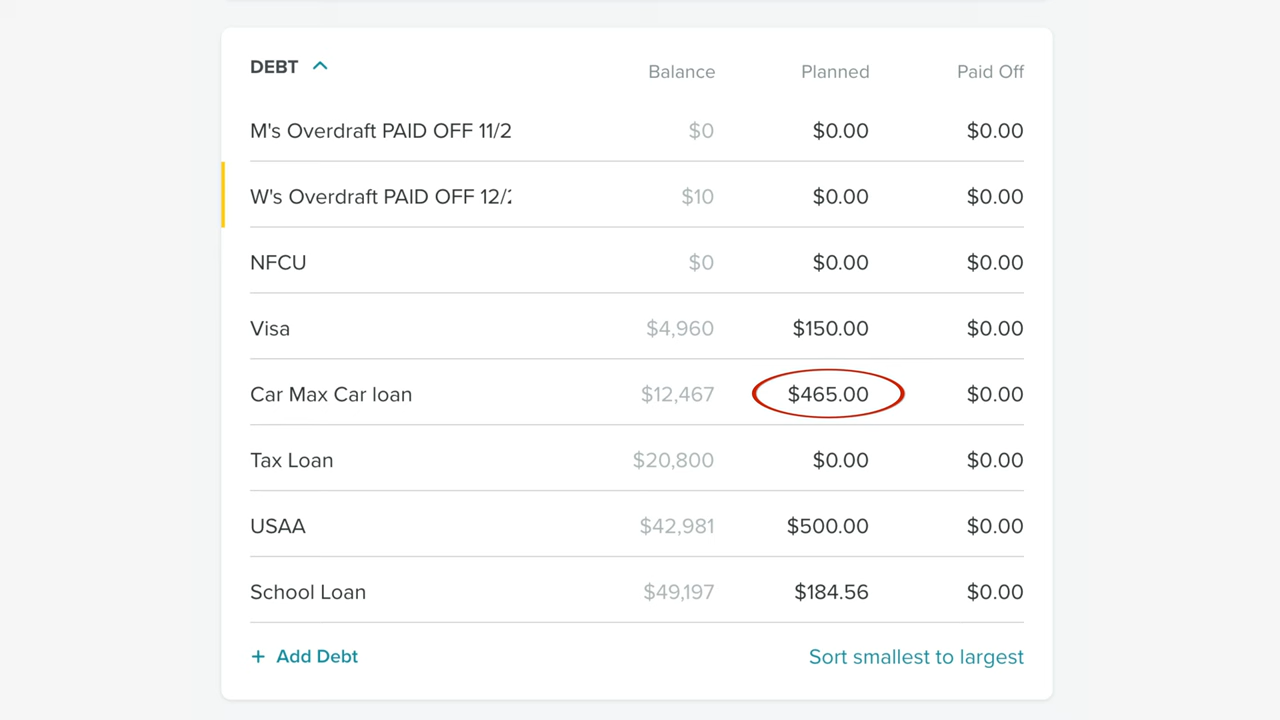 DEBT Balance Planned Paid Off
M's Overdraft PAID OFF 11/2 $0 $0.00 $0.00
W's Overdraft PAID OFF 12/ $10 $0.00 $0.00
NFCU $0 $0.00 $0.00
Visa $4,960 $150.00 $0.00
Car Max Car loan $12,467 $465.00 $0.00
Tax Loan $20,800 $0.00 $0.00
USAA $42,981 $500.00 $0.00
School Loan $49,197 $184.56 $0.00
+ Add Debt Sort smallest to largest